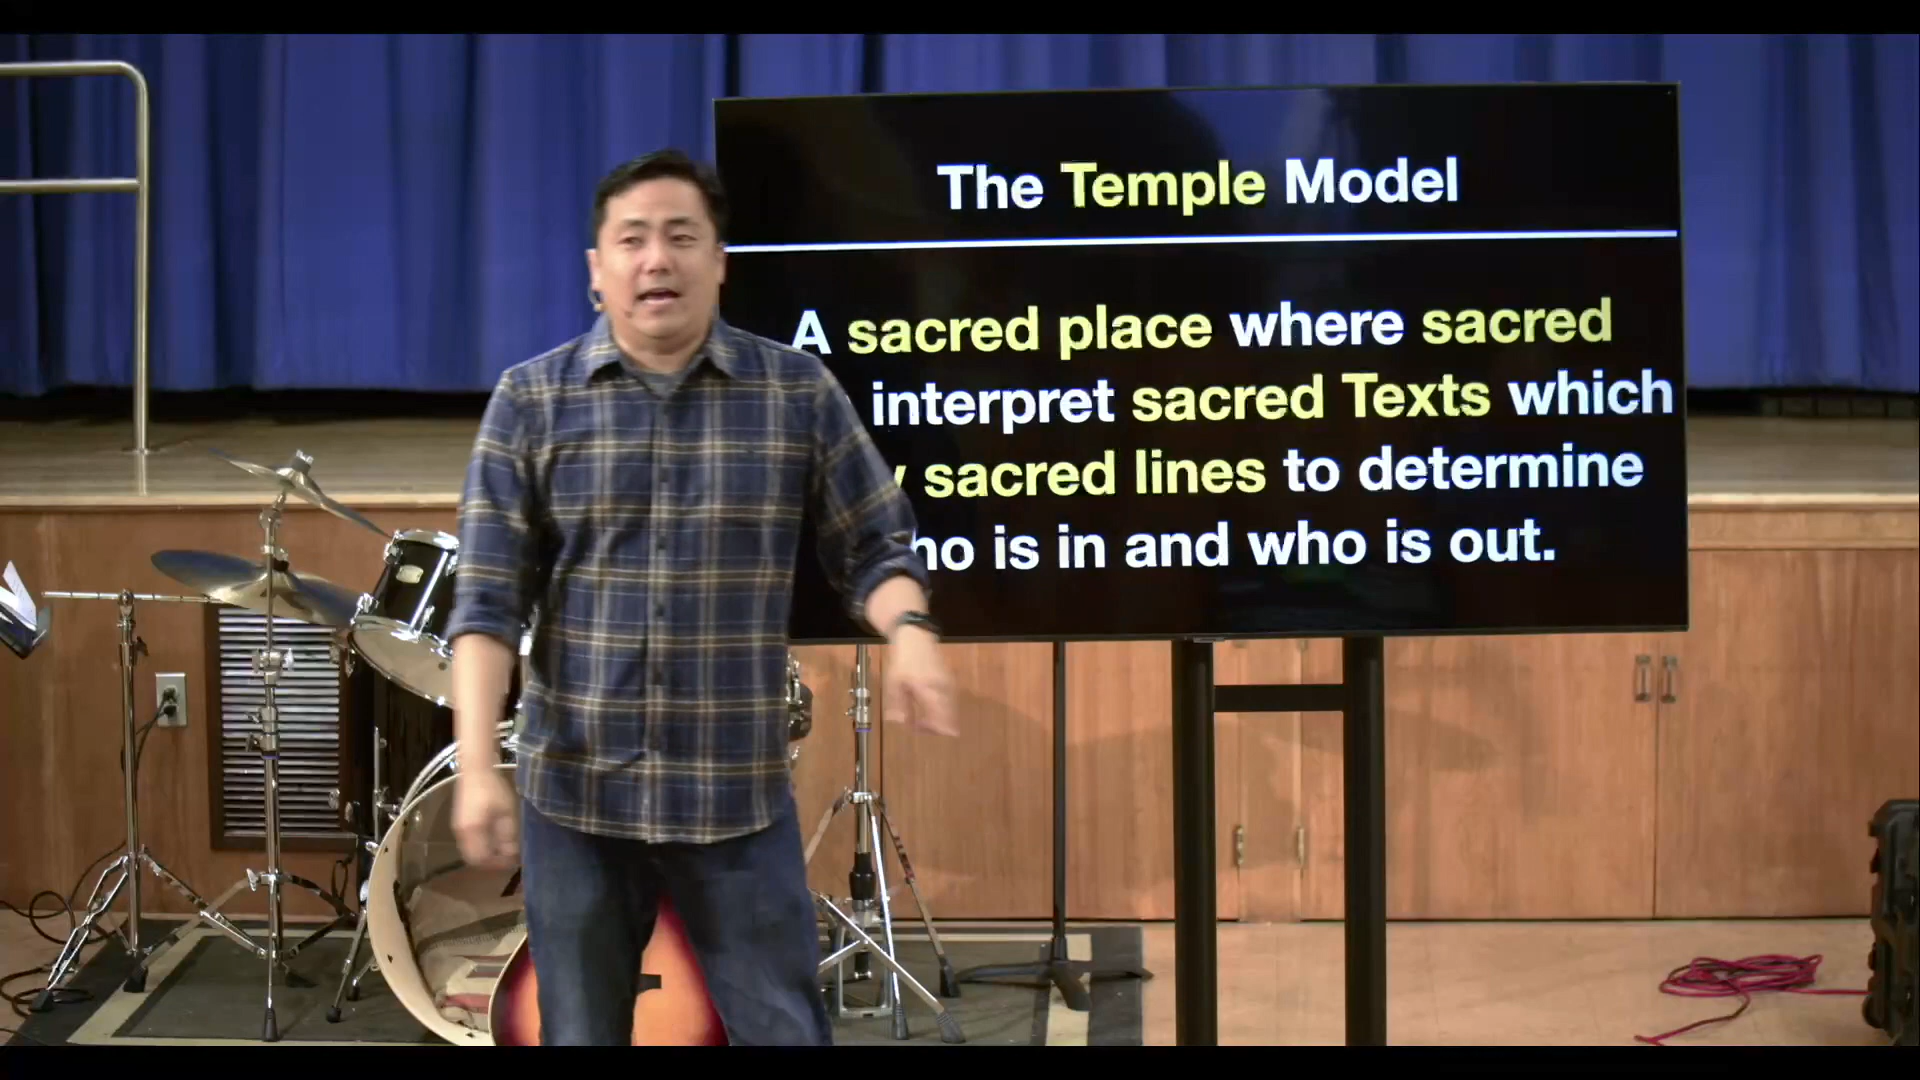 The Temple Model
A sacred place where sacred
interpret sacred Texts which
sacred lines to determine
is in and who is out.